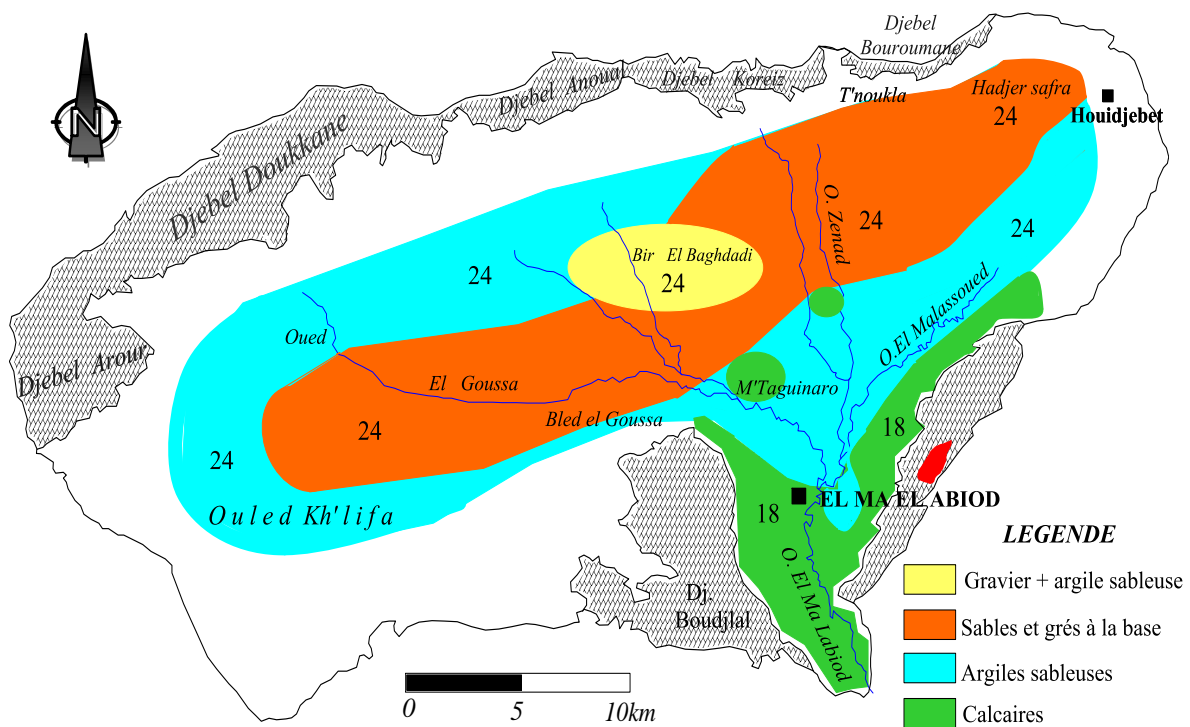 Djebel
Bouroumane
Djebel Anoual
Djebel Koreiz
T'noukla
Hadjer safra
24
Houidjebet
N
Djebel Doukkane
O. Zenad
24
24
Bir El Baghdadi
24
24
O.El Malassoued
Oued
Djebel Arour
El Goussa
M'Taguinaro
Bled el Goussa
24
24
18
Ouled Kh'lifa
18
EL MA EL ABIOD
O. El Ma Labiod
Dj.
Boudjlal
0 5 10km
LEGENDE
Gravier + argile sableuse
Sables et grés à la base
Argiles sableuses
Calcaires